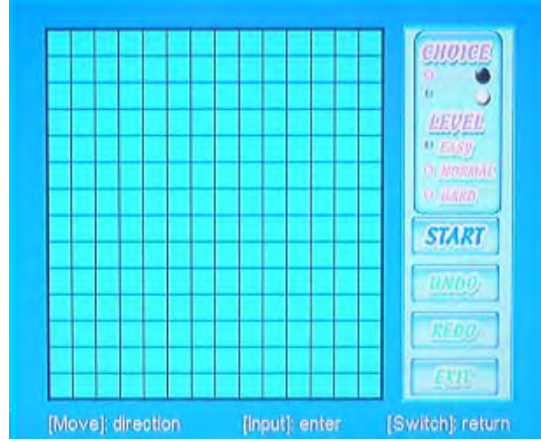 CHOICE
LEVEL
EASY
NORMAL
HARD
START
UNDO
REDO
EXIT
[Move]: direction [Input]: enter [Switch]: return